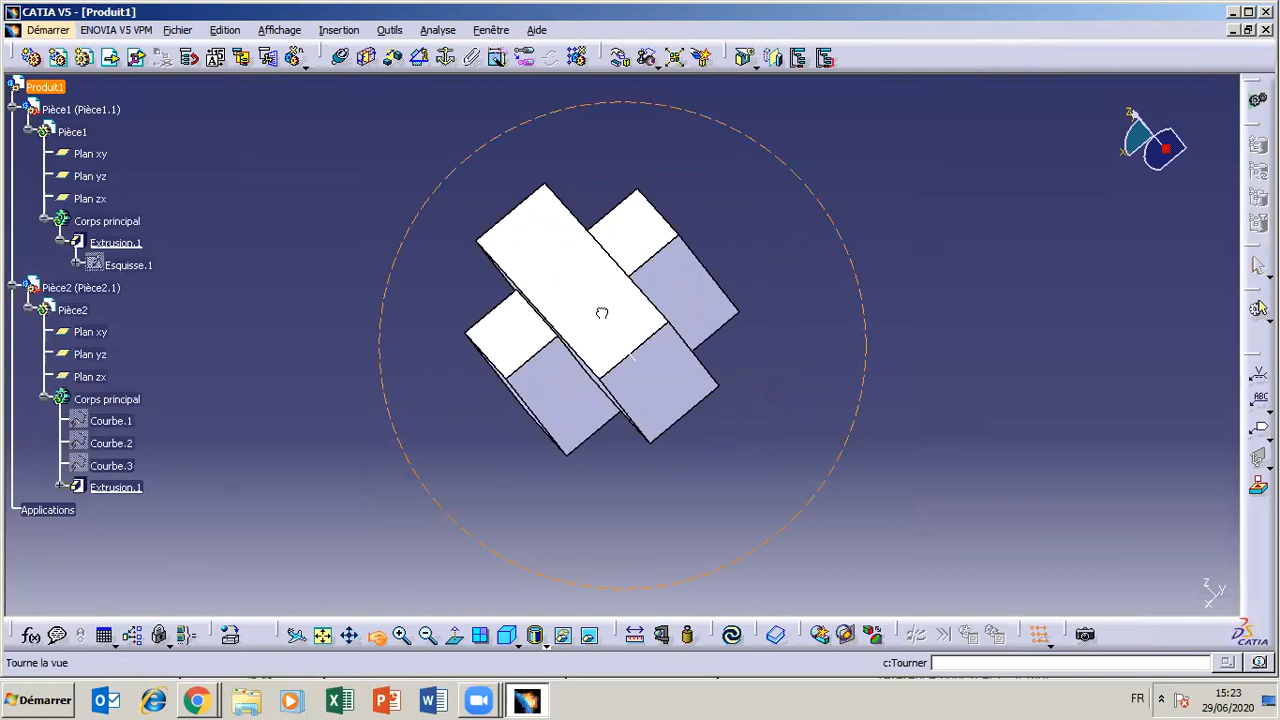 CATIA V5 - [Produit1]
Démarrer ENOVIA V5 VPM Fichier Edition Affichage Insertion Outils Analyse Fenêtre Aide
Produit1
Pièce1 (Pièce1.1)
Pièce1
Plan xy
Plan yz
Plan zx
Corps principal
Extrusion.1
Esquisse.1
Pièce2 (Pièce2.1)
Pièce2
Plan xy
Plan yz
Plan zx
Corps principal
Courbe.1
Courbe.2
Courbe.3
Extrusion.1
Applications
z
x
ABC
z
y
x
f(x)
CATIA
Tourne la vue
c:Tourner
Démarrer
FR
15:23
29/06/2020